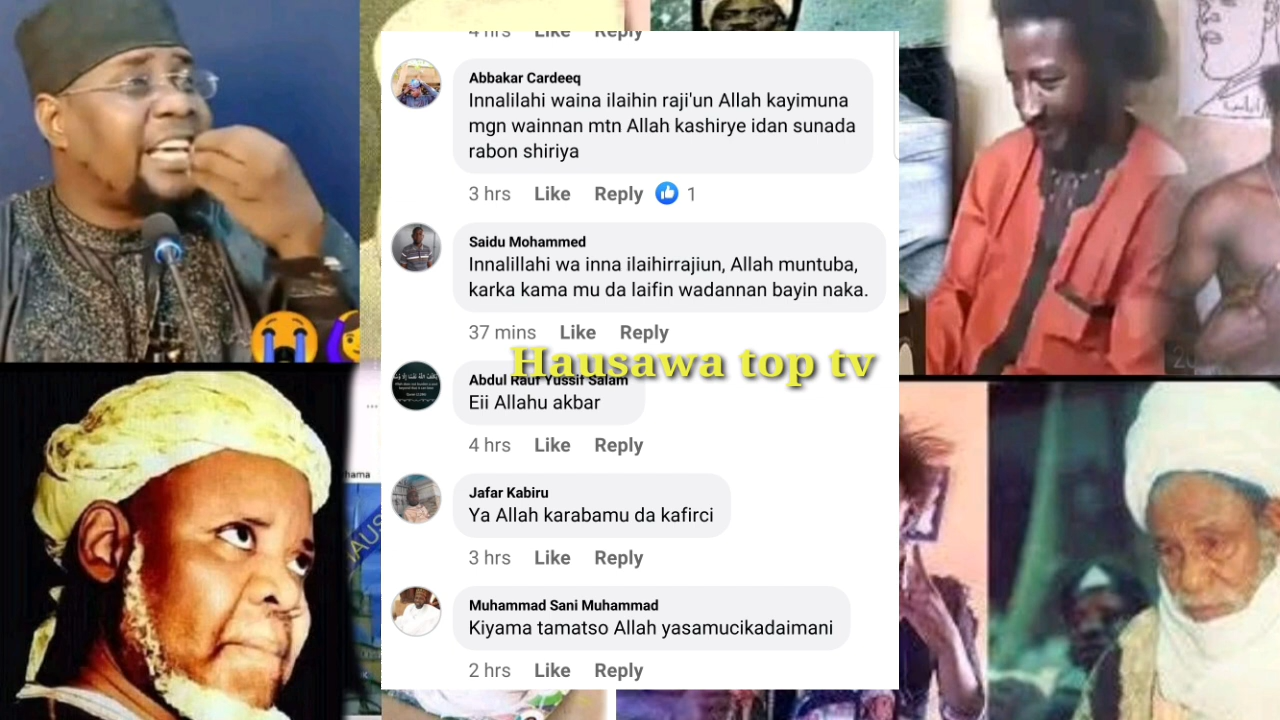 4 hrs Like Reply
Abbakar Cardeeq
Innalilahi waina ilaihin raji'un Allah kayimuna
mgn wainnan mtn Allah kashirye idan sunada
rabon shiriya
3 hrs Like Reply 1
Saidu Mohammed
Innalillahi wa inna ilaihirrajiun, Allah muntuba,
karka kama mu da laifin wadannan bayin naka.
37 mins Like Reply
Hausawa top tv
Abdul Rauf Yussif Salam
Eii Allahu akbar
4 hrs Like Reply
Jafar Kabiru
Ya Allah karabamu da kafirci
3 hrs Like Reply
Muhammad Sani Muhammad
Kiyama tamatso Allah yasamucikadaimani
2 hrs Like Reply